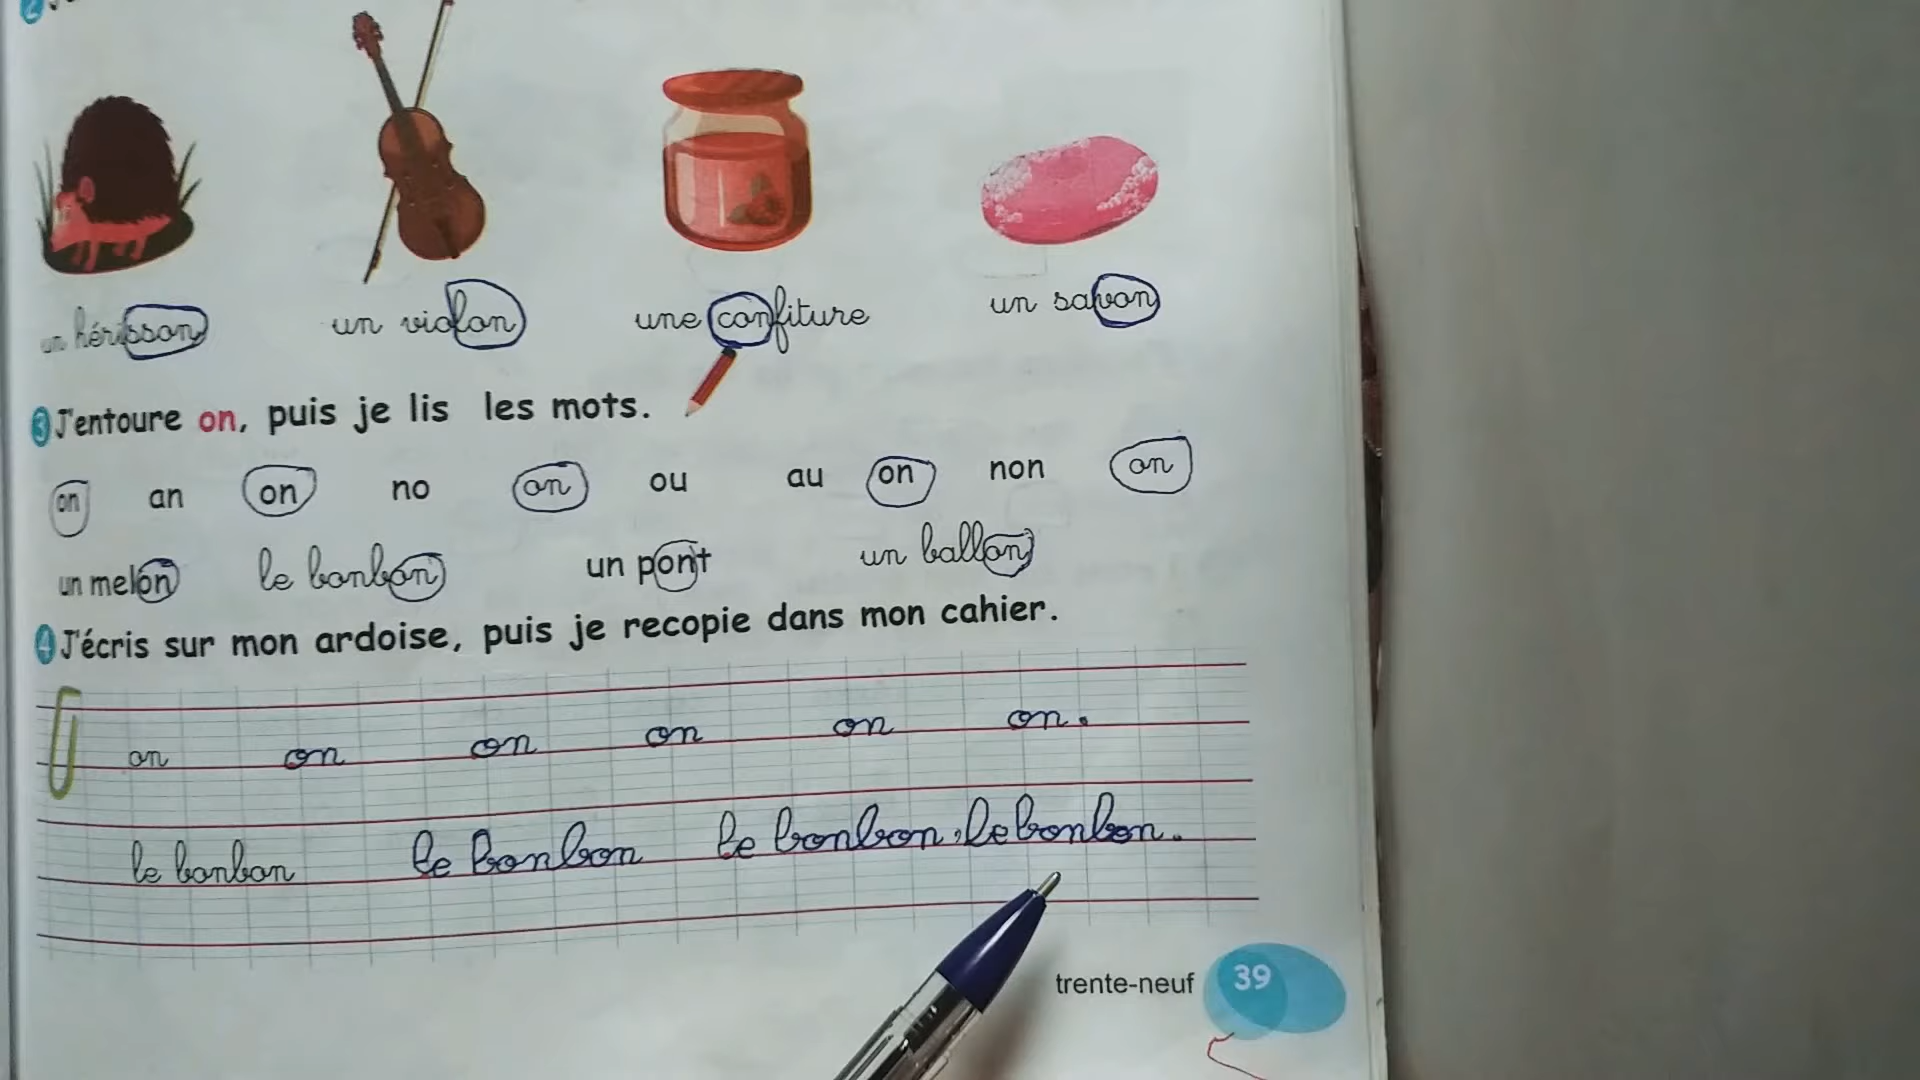 2
un hérisson un violon une confiture un savon
3 J'entoure on, puis je lis les mots.
on an on no on ou au on non on
un melon le bonbon un pont un ballon
4 J'écris sur mon ardoise, puis je recopie dans mon cahier.
on on on on on on.
le bonbon le bonbon le bonbon, le bonbon.
trente-neuf 39